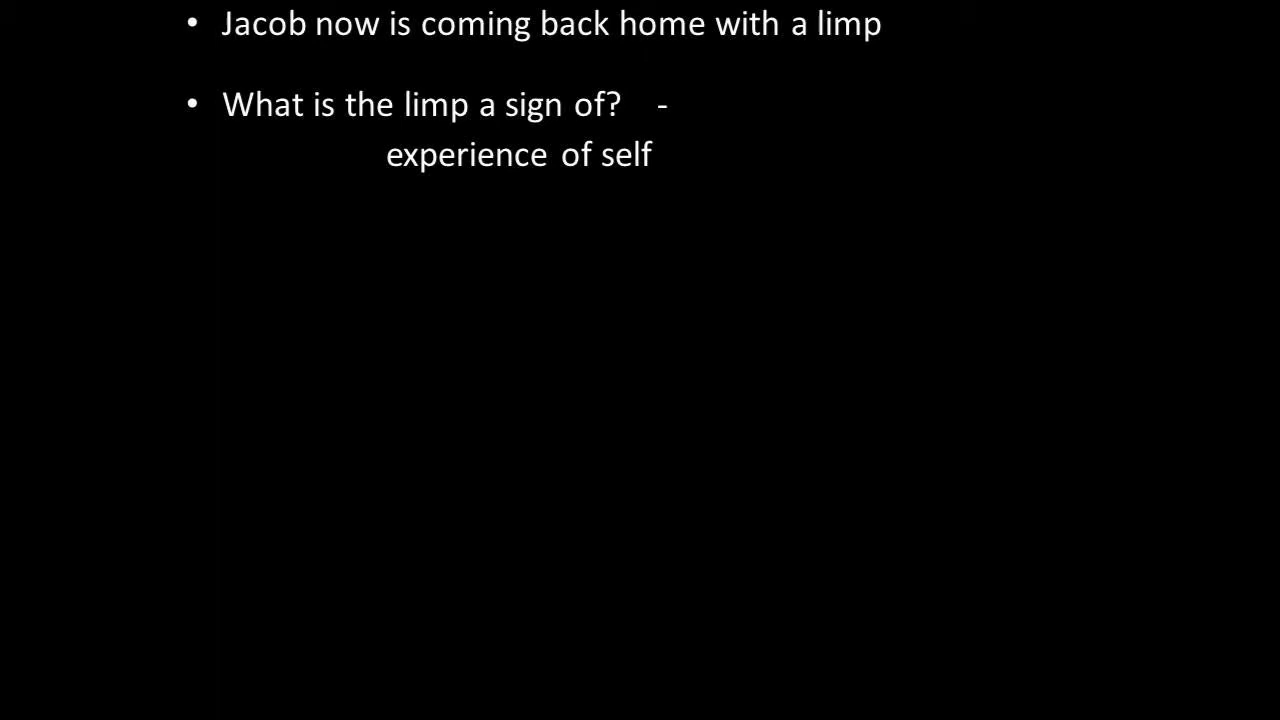 • Jacob now is coming back home with a limp
• What is the limp a sign of? -
experience of self